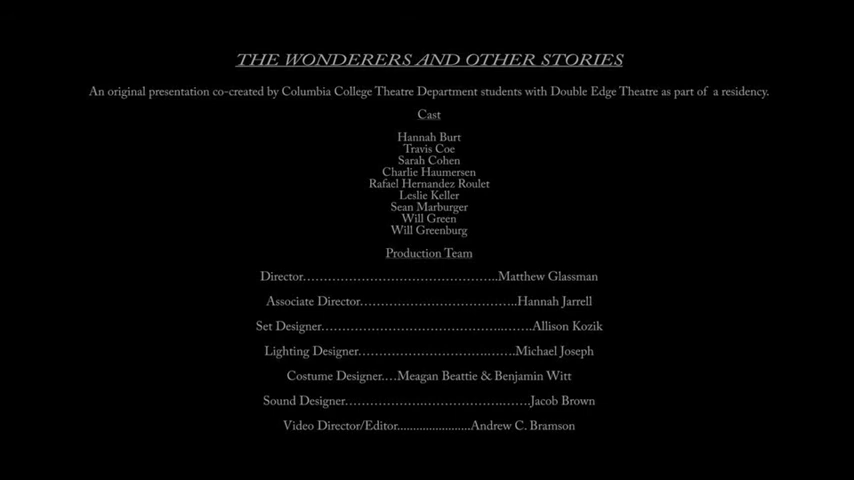 THE WONDERERS AND OTHER STORIES
An original presentation co-created by Columbia College Theatre Department students with Double Edge Theatre as part of a residency.
Cast
Hannah Burt
Travis Coe
Sarah Cohen
Charlie Haumersen
Rafael Hernandez Roulet
Leslie Keller
Sean Marburger
Will Green
Will Greenburg
Production Team
Director………………………………………..Matthew Glassman
Associate Director………………………………..Hannah Jarrell
Set Designer……………………………………..…….Allison Kozik
Lighting Designer………………………….…….Michael Joseph
Costume Designer.…Meagan Beattie & Benjamin Witt
Sound Designer……………….……………….…….Jacob Brown
Video Director/Editor.......................Andrew C. Bramson